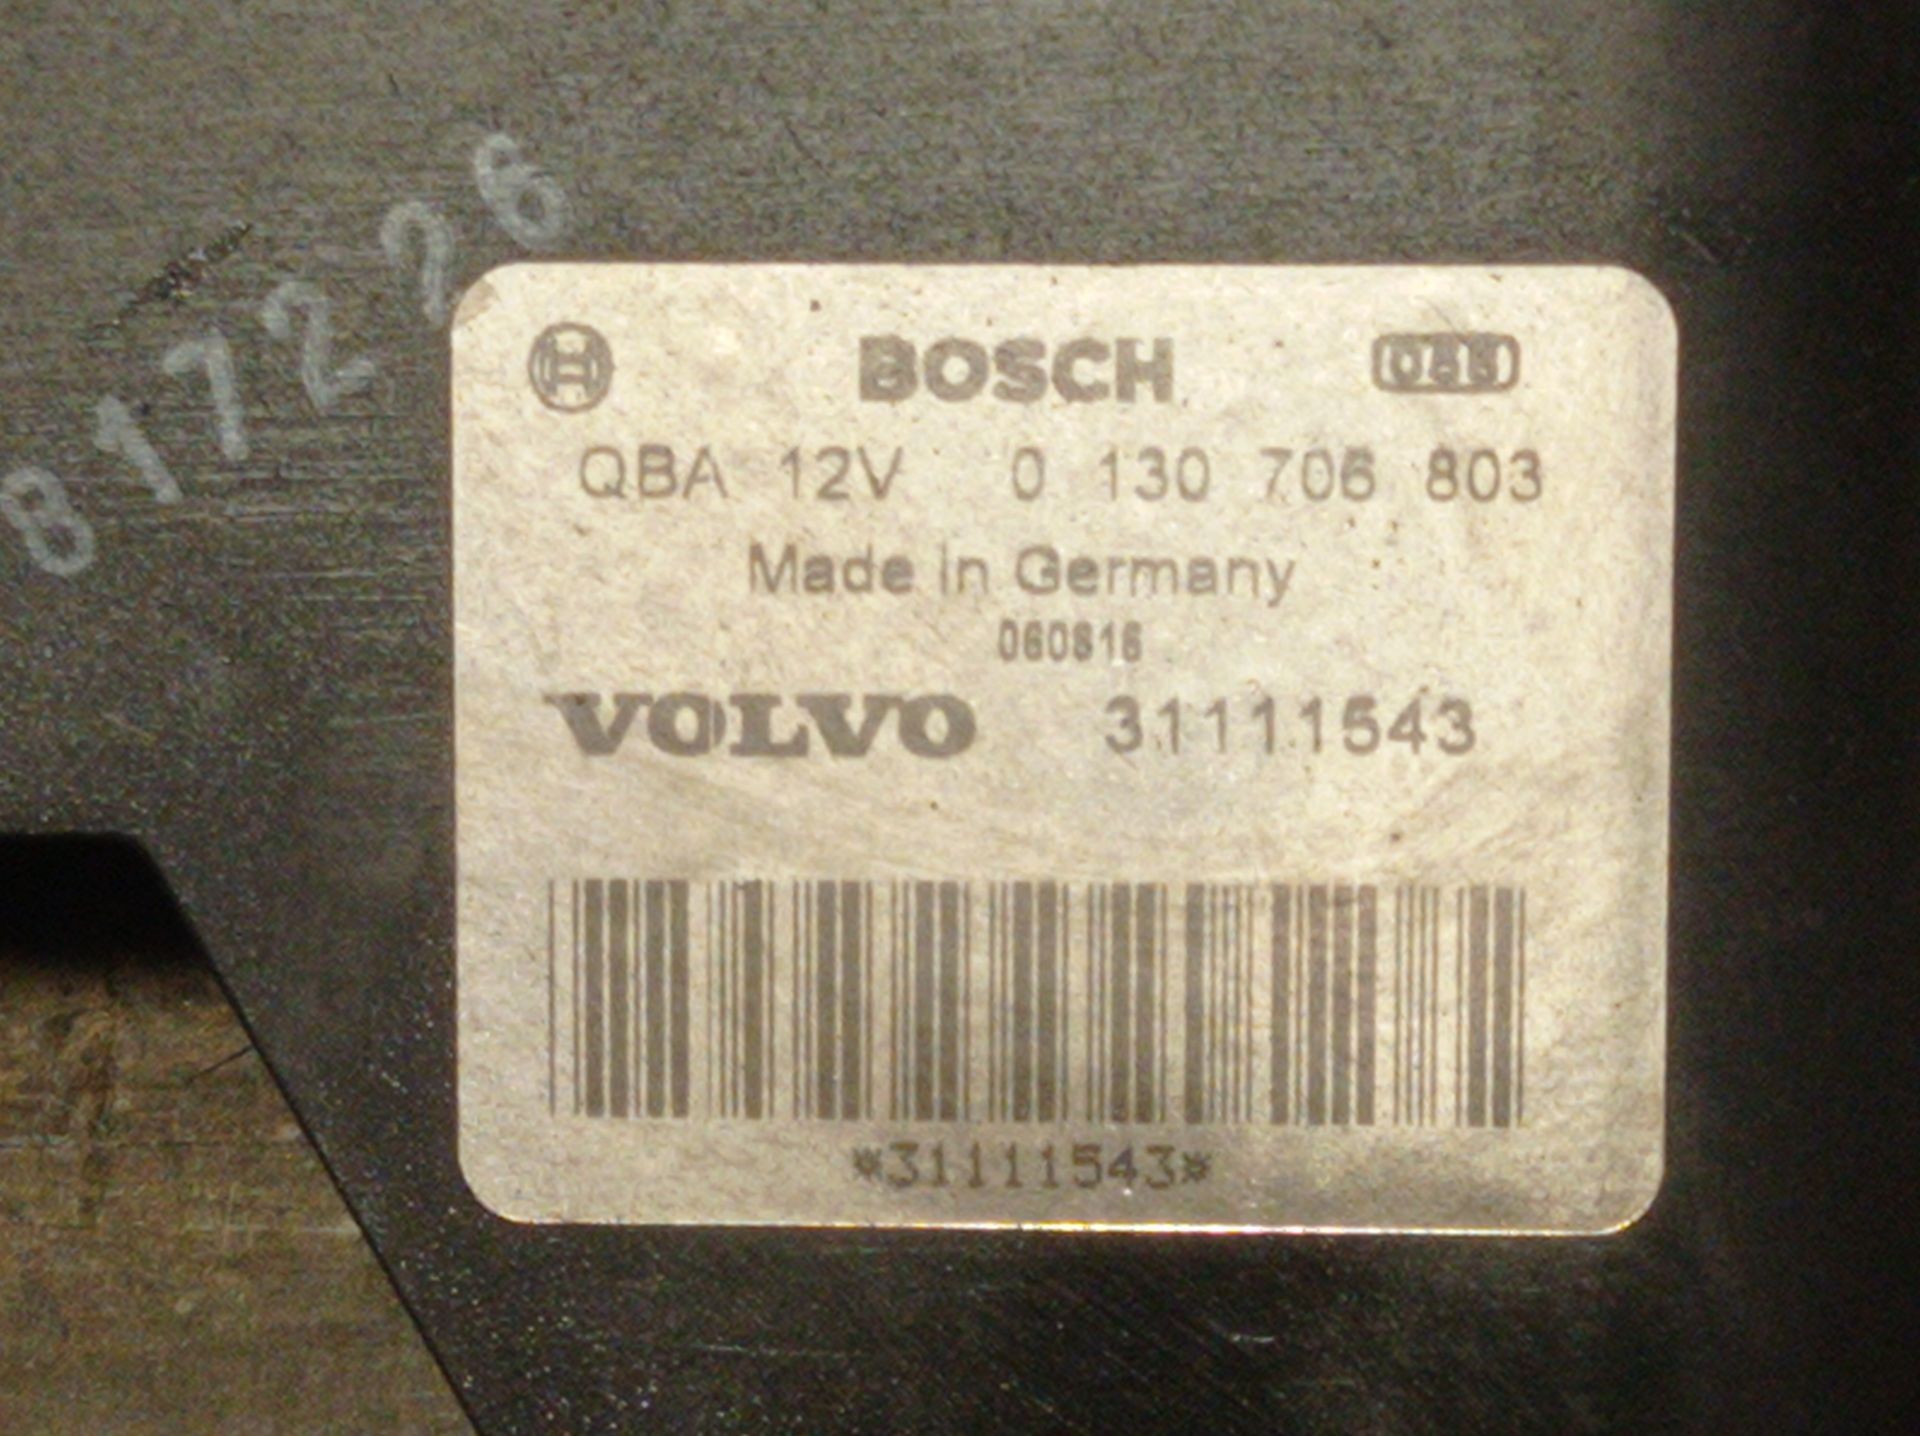 817226
BOSCH
QBA 12V 0 130 706 803
Made in Germany
060816
VOLVO 31111543
*31111543*